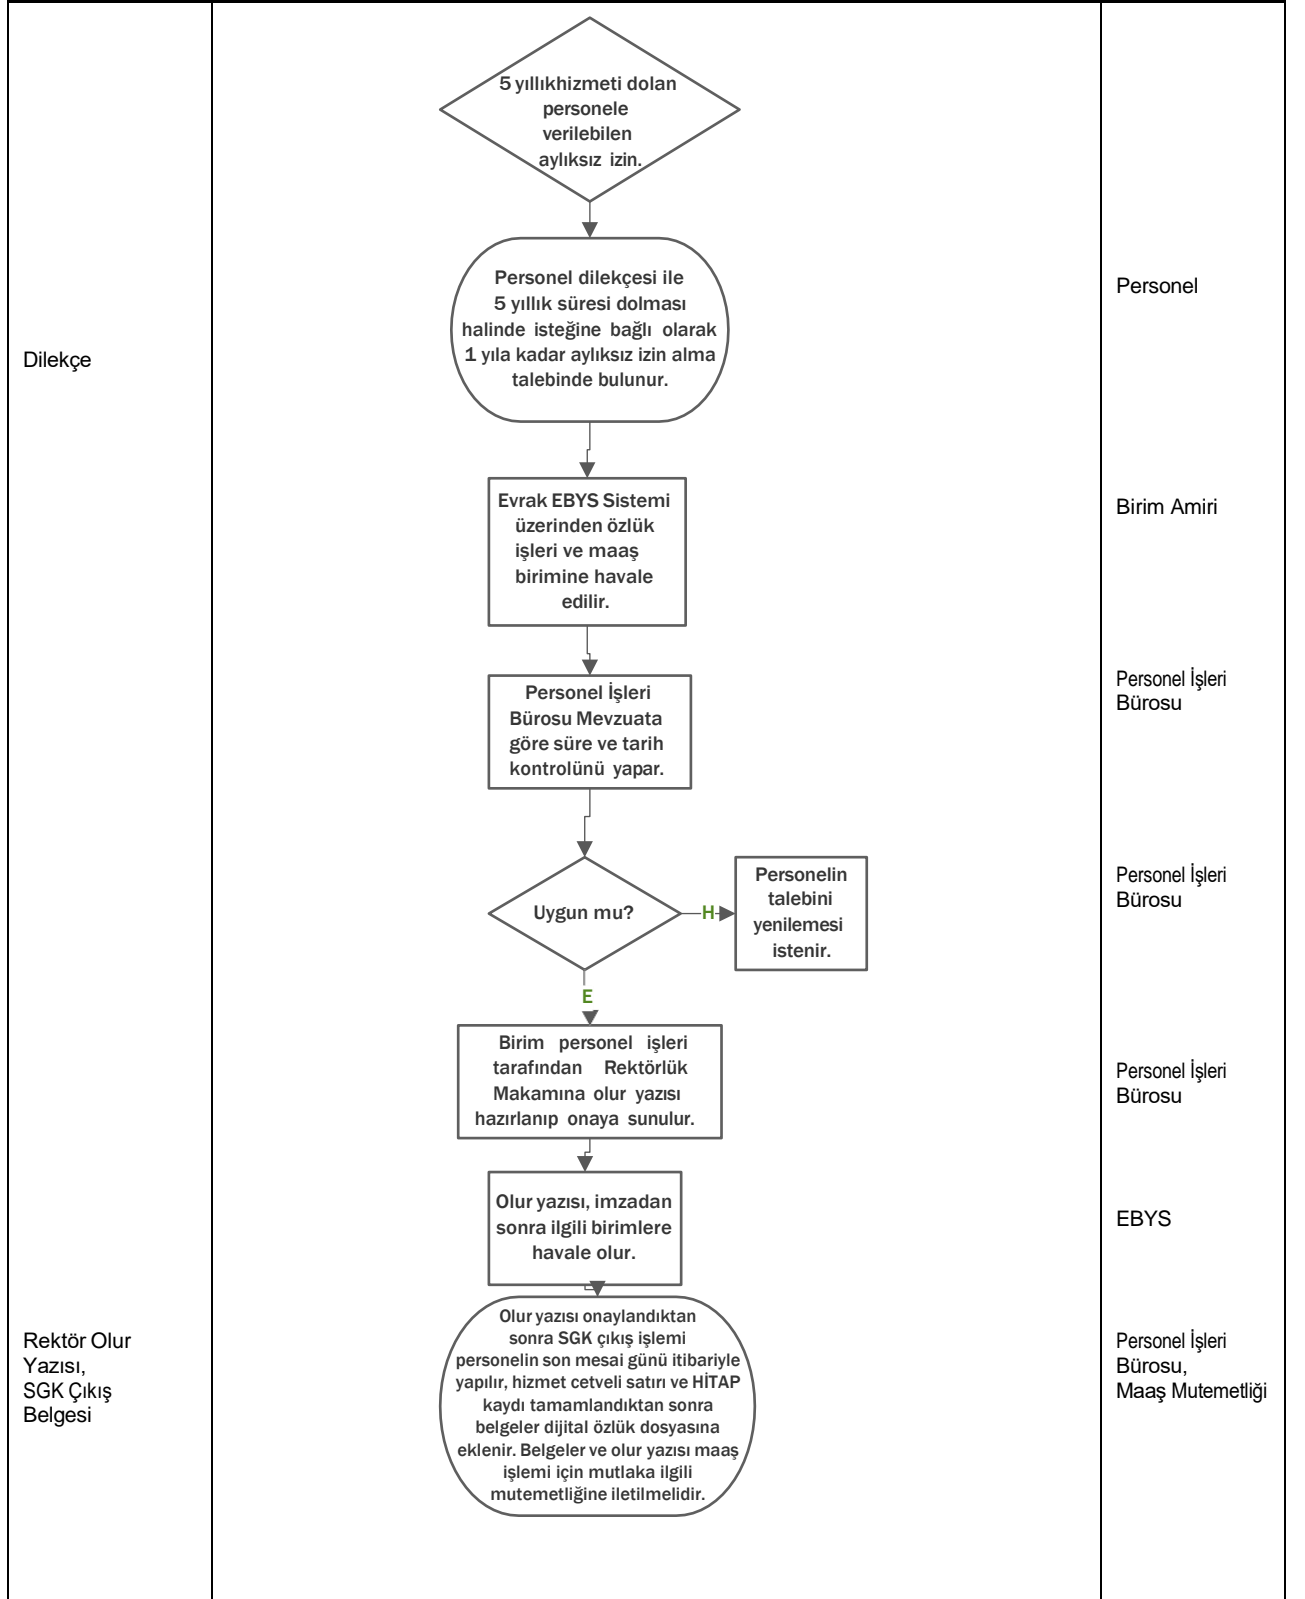 5 yıllıkhizmeti dolan
personele
verilebilen
aylıksız izin.
Personel dilekçesi ile
5 yıllık süresi dolması
halinde isteğine bağlı olarak
1 yıla kadar aylıksız izin alma
talebinde bulunur.
Personel
Dilekçe
Evrak EBYS Sistemi
üzerinden özlük
işleri ve maaş
birimine havale
edilir.
Birim Amiri
Personel İşleri
Bürosu Mevzuata
göre süre ve tarih
kontrolünü yapar.
Personel İşleri
Bürosu
Uygun mu?
H
Personelin
talebini
yenilemesi
istenir.
Personel İşleri
Bürosu
E
Birim personel işleri
tarafından Rektörlük
Makamına olur yazısı
hazırlanıp onaya sunulur.
Personel İşleri
Bürosu
Olur yazısı, imzadan
sonra ilgili birimlere
havale olur.
EBYS
Rektör Olur
Yazısı,
SGK Çıkış
Belgesi
Olur yazısı onaylandıktan
sonra SGK çıkış işlemi
personelin son mesai günü itibariyle
yapılır, hizmet cetveli satırı ve HİTAP
kaydı tamamlandıktan sonra
belgeler dijital özlük dosyasına
eklenir. Belgeler ve olur yazısı maaş
işlemi için mutlaka ilgili
mutemetliğine iletilmelidir.
Personel İşleri
Bürosu,
Maaş Mutemetliği